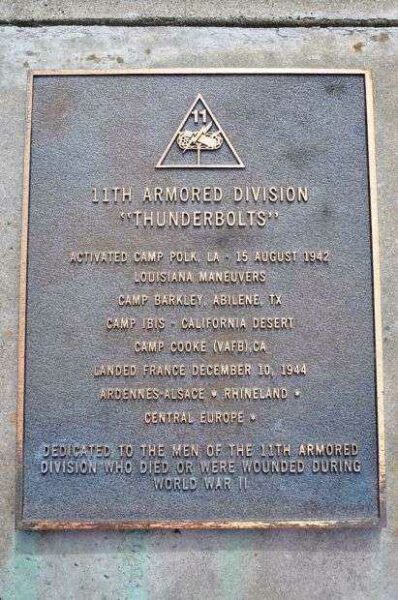 11
11TH ARMORED DIVISION
"THUNDERBOLTS"
ACTIVATED CAMP POLK, LA - 15 AUGUST 1942
LOUISIANA MANEUVERS
CAMP BARKLEY, ABILENE, TX
CAMP IBIS - CALIFORNIA DESERT
CAMP COOKE (VAFB), CA
LANDED FRANCE DECEMBER 10, 1944
ARDENNES-ALSACE * RHINELAND *
CENTRAL EUROPE *
DEDICATED TO THE MEN OF THE 11TH ARMORED
DIVISION WHO DIED OR WERE WOUNDED DURING
WORLD WAR II